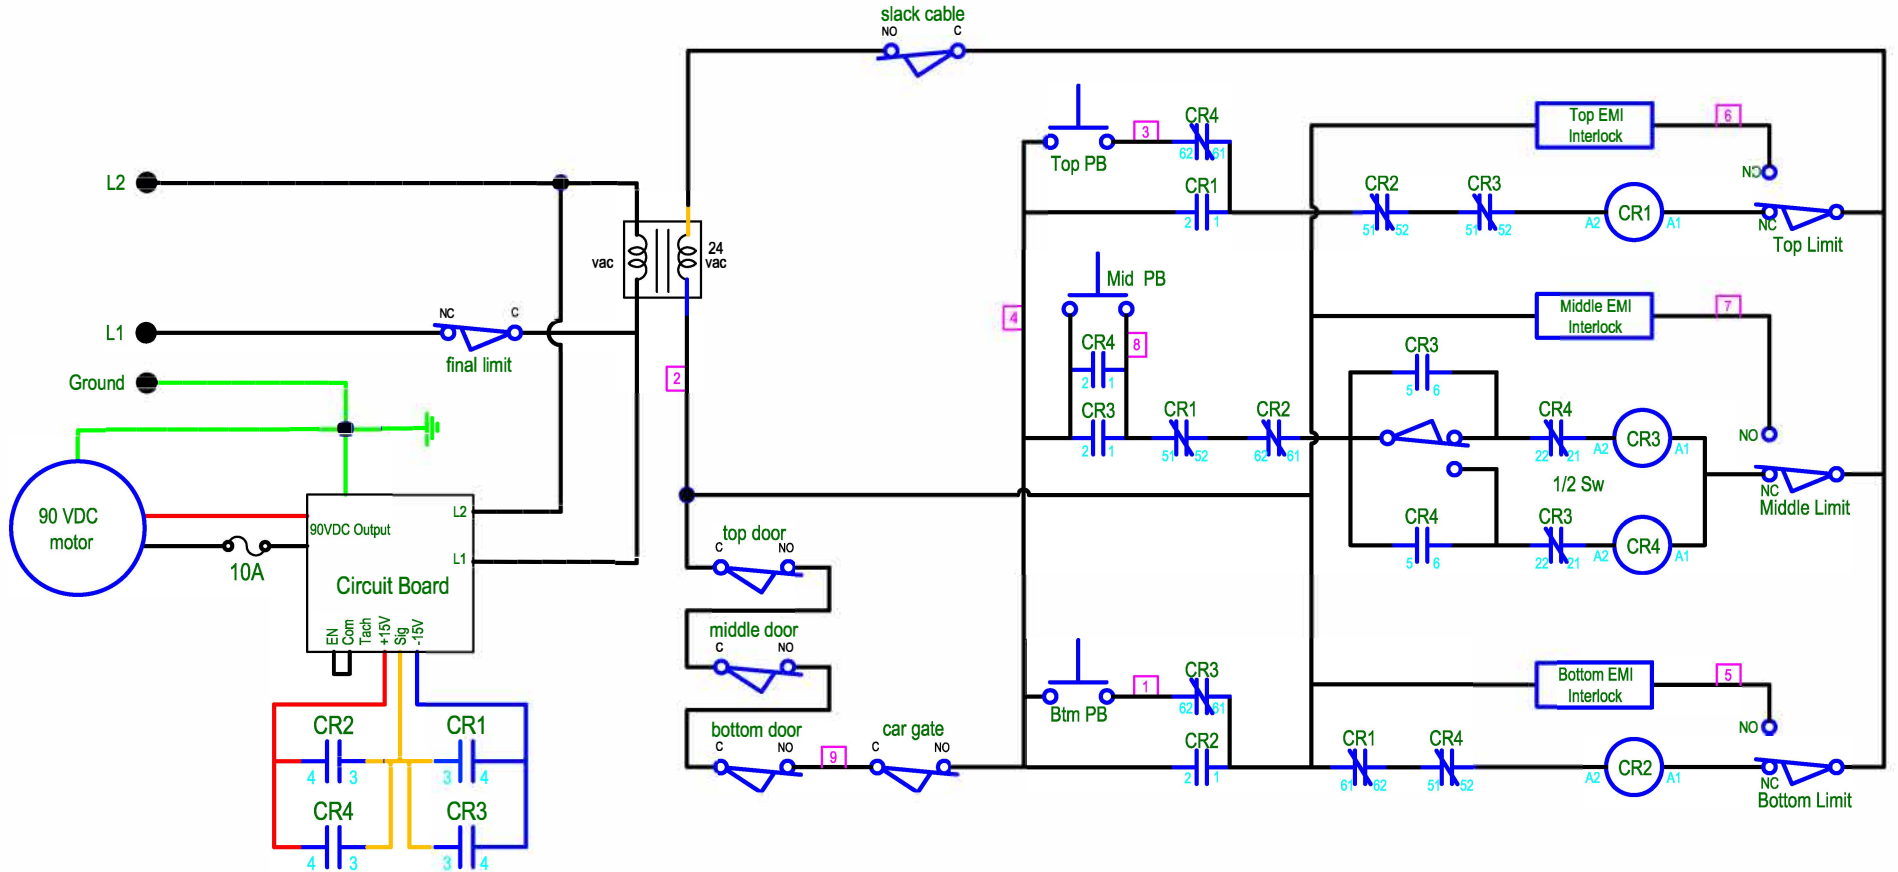 slack cable
NO
C
CR4
3
62
61
Top PB
Top EMI
Interlock
6
NO
CR1
2
1
CR2
51
52
CR3
51
52
A2
CR1
A1
NC
Top Limit
L2
vac
24
vac
L1
NC
C
final limit
Ground
2
4
Mid PB
8
CR4
2
1
CR3
2
1
CR1
51
52
CR2
62
61
Middle EMI
Interlock
7
NO
CR3
5
6
CR4
22
21
A2
CR3
A1
1/2 Sw
NC
Middle Limit
CR4
5
6
CR3
22
21
A2
CR4
A1
90 VDC
motor
10A
90VDC Output
L2
L1
Circuit Board
EN
Com
Tach
+15V
Sig
-15V
top door
C
NO
middle door
C
NO
bottom door
C
NO
9
car gate
C
NO
Btm PB
1
CR3
62
61
CR2
2
1
Bottom EMI
Interlock
5
NO
CR1
61
62
CR4
51
52
A2
CR2
A1
NC
Bottom Limit
CR2
4
3
CR1
3
4
CR4
4
3
CR3
3
4